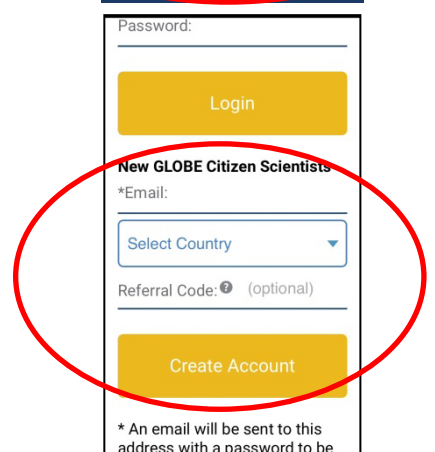 Password:
Login
New GLOBE Citizen Scientists
*Email:
Select Country
Referral Code: ? (optional)
Create Account
* An email will be sent to this
address with a password to be